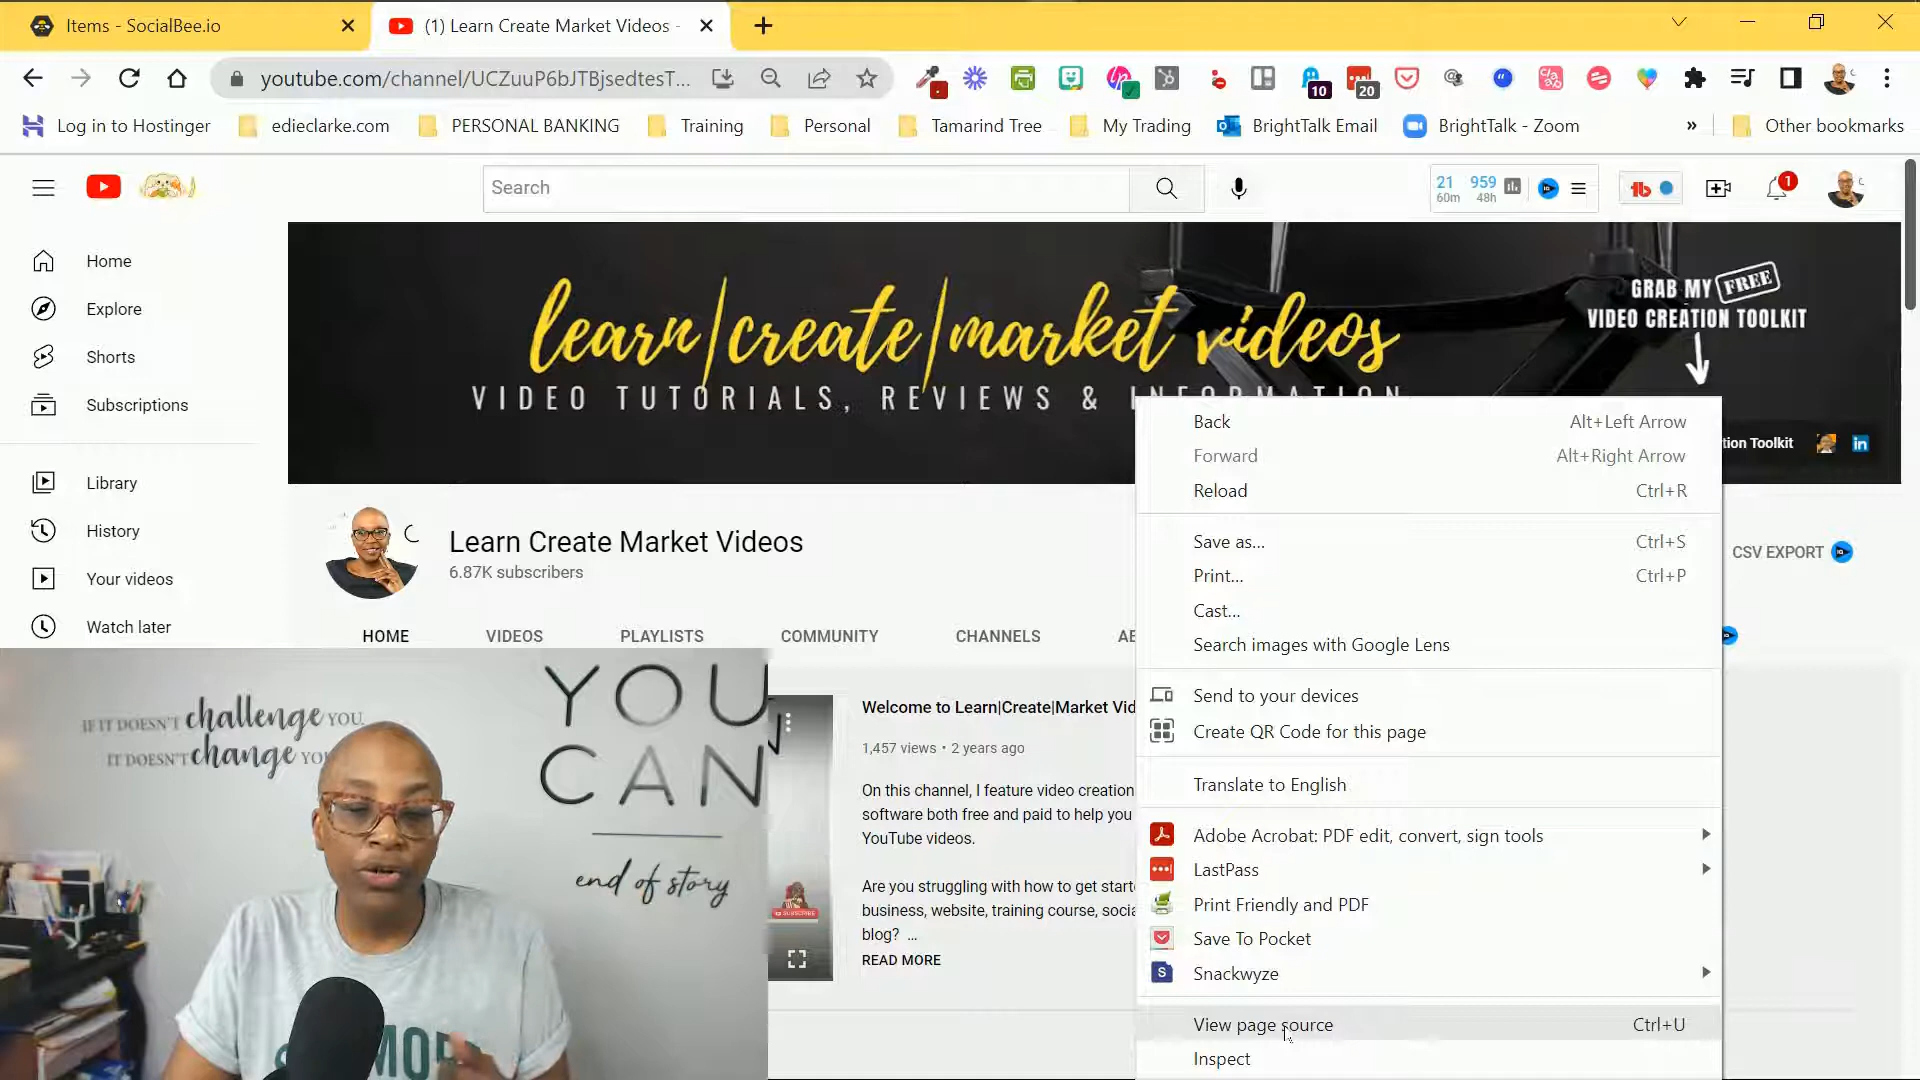 Items - SocialBee.io
(1) Learn Create Market Videos -
youtube.com/channel/UCZuuP6bJTBjsedtesT...
10
20
Log in to Hostinger
edieclarke.com
PERSONAL BANKING
Training
Personal
Tamarind Tree
My Trading
BrightTalk Email
BrightTalk - Zoom
»
Other bookmarks
Search
21 959
60m 48h
1
Home
Explore
Shorts
Subscriptions
Library
History
Your videos
Watch later
learn|create|market videos
VIDEO TUTORIALS, REVIEWS & INFORMATION
GRAB MY FREE
VIDEO CREATION TOOLKIT
tion Toolkit
Learn Create Market Videos
6.87K subscribers
CSV EXPORT
HOME
VIDEOS
PLAYLISTS
COMMUNITY
CHANNELS
AB
Welcome to Learn|Create|Market Vid
1,457 views • 2 years ago
On this channel, I feature video creation
software both free and paid to help you
YouTube videos.
Are you struggling with how to get start
business, website, training course, socia
blog? ...
READ MORE
SUBSCRIBE
Back Alt+Left Arrow
Forward Alt+Right Arrow
Reload Ctrl+R
Save as... Ctrl+S
Print... Ctrl+P
Cast...
Search images with Google Lens
Send to your devices
Create QR Code for this page
Translate to English
Adobe Acrobat: PDF edit, convert, sign tools
LastPass
Print Friendly and PDF
Save To Pocket
Snackwyze
View page source Ctrl+U
Inspect
IF IT DOESN'T challenge YOU,
IT DOESN'T change YO
YOU
CAN
end of story